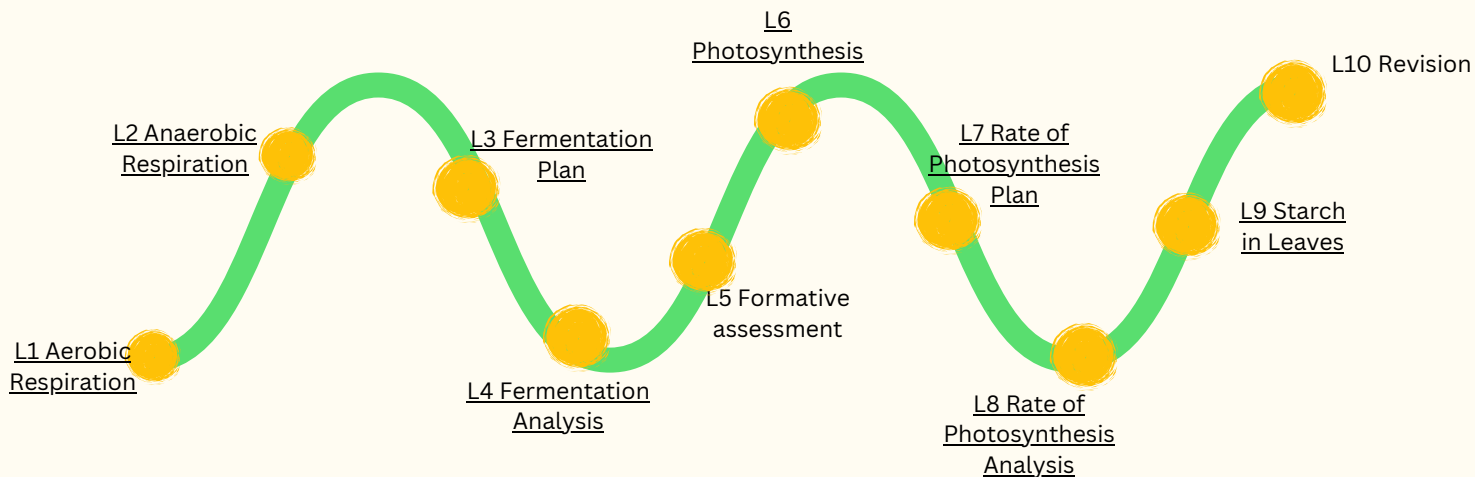 L1 Aerobic
Respiration
L2 Anaerobic
Respiration
L3 Fermentation
Plan
L4 Fermentation
Analysis
L5 Formative
assessment
L6
Photosynthesis
L7 Rate of
Photosynthesis
Plan
L8 Rate of
Photosynthesis
Analysis
L9 Starch
in Leaves
L10 Revision